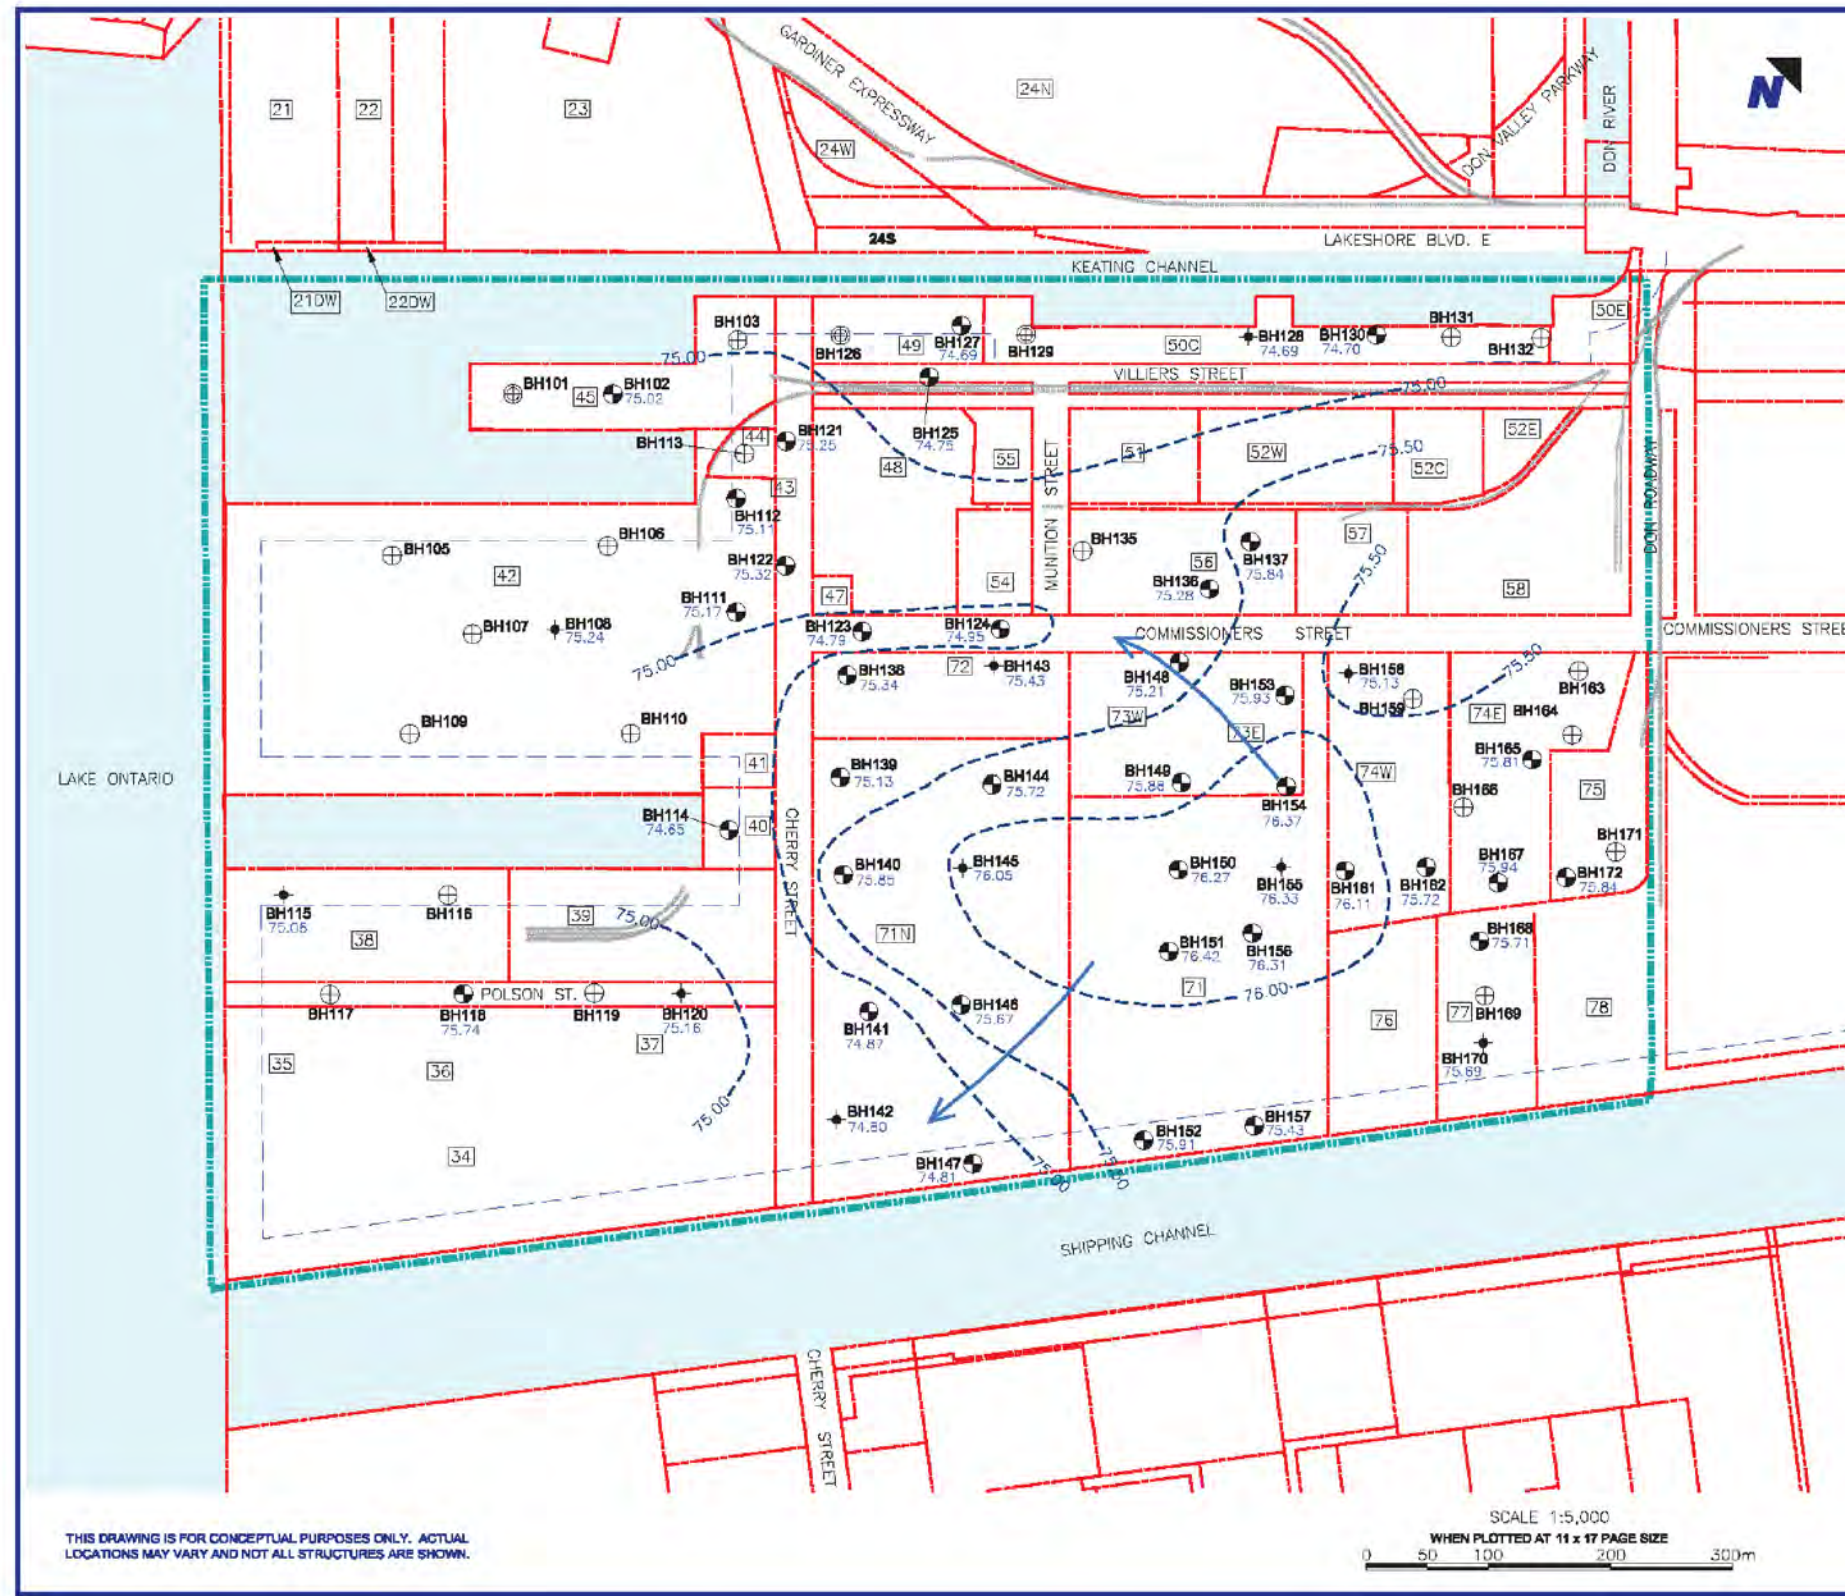 GARDINER EXPRESSWAY
24N
DON VALLEY PARKWAY
DON RIVER
N
21
22
23
24W
24S
LAKESHORE BLVD. E
KEATING CHANNEL
21DW
22DW
50E
BH103
BH126
49
BH127
74.69
BH129
50C
BH128
74.69
BH130
74.70
BH131
BH132
75.00
VILLIERS STREET
75.00
BH101
45
BH102
75.02
BH113
44
BH121
75.25
BH125
74.75
48
55
MUNITION STREET
51
52W
75.50
52C
52E
DON ROADWAY
43
BH112
75.11
BH105
BH106
42
BH122
75.32
BH135
56
BH137
75.84
57
75.50
BH136
75.28
58
54
47
BH111
75.17
BH107
BH108
75.24
BH123
74.79
BH124
74.95
COMMISSIONERS STREET
COMMISSIONERS STREE
75.00
BH138
75.34
72
BH143
75.43
BH148
75.21
BH153
75.93
BH158
75.13
BH159
75.50
BH163
74E
BH164
73W
73E
BH109
BH110
41
BH165
75.81
LAKE ONTARIO
BH139
75.13
BH144
75.72
BH149
75.88
BH154
76.37
74W
BH166
75
BH114
74.65
40
CHERRY STREET
BH171
BH140
75.85
BH145
76.05
BH150
76.27
BH155
76.33
BH161
76.11
BH162
75.72
BH167
75.94
BH172
75.84
BH115
75.08
BH116
39
75.00
38
71N
BH151
76.42
BH156
76.31
BH168
75.71
POLSON ST.
71
76.00
BH117
BH118
75.74
BH119
BH120
75.16
BH141
74.87
BH146
75.67
76
77
BH169
78
35
36
37
BH170
75.69
75.00
BH142
74.80
BH152
75.91
BH157
75.43
34
BH147
74.81
75.00
SHIPPING CHANNEL
CHERRY STREET
THIS DRAWING IS FOR CONCEPTUAL PURPOSES ONLY. ACTUAL
LOCATIONS MAY VARY AND NOT ALL STRUCTURES ARE SHOWN.
SCALE 1:5,000
WHEN PLOTTED AT 11 x 17 PAGE SIZE
0 50 100 200 300m